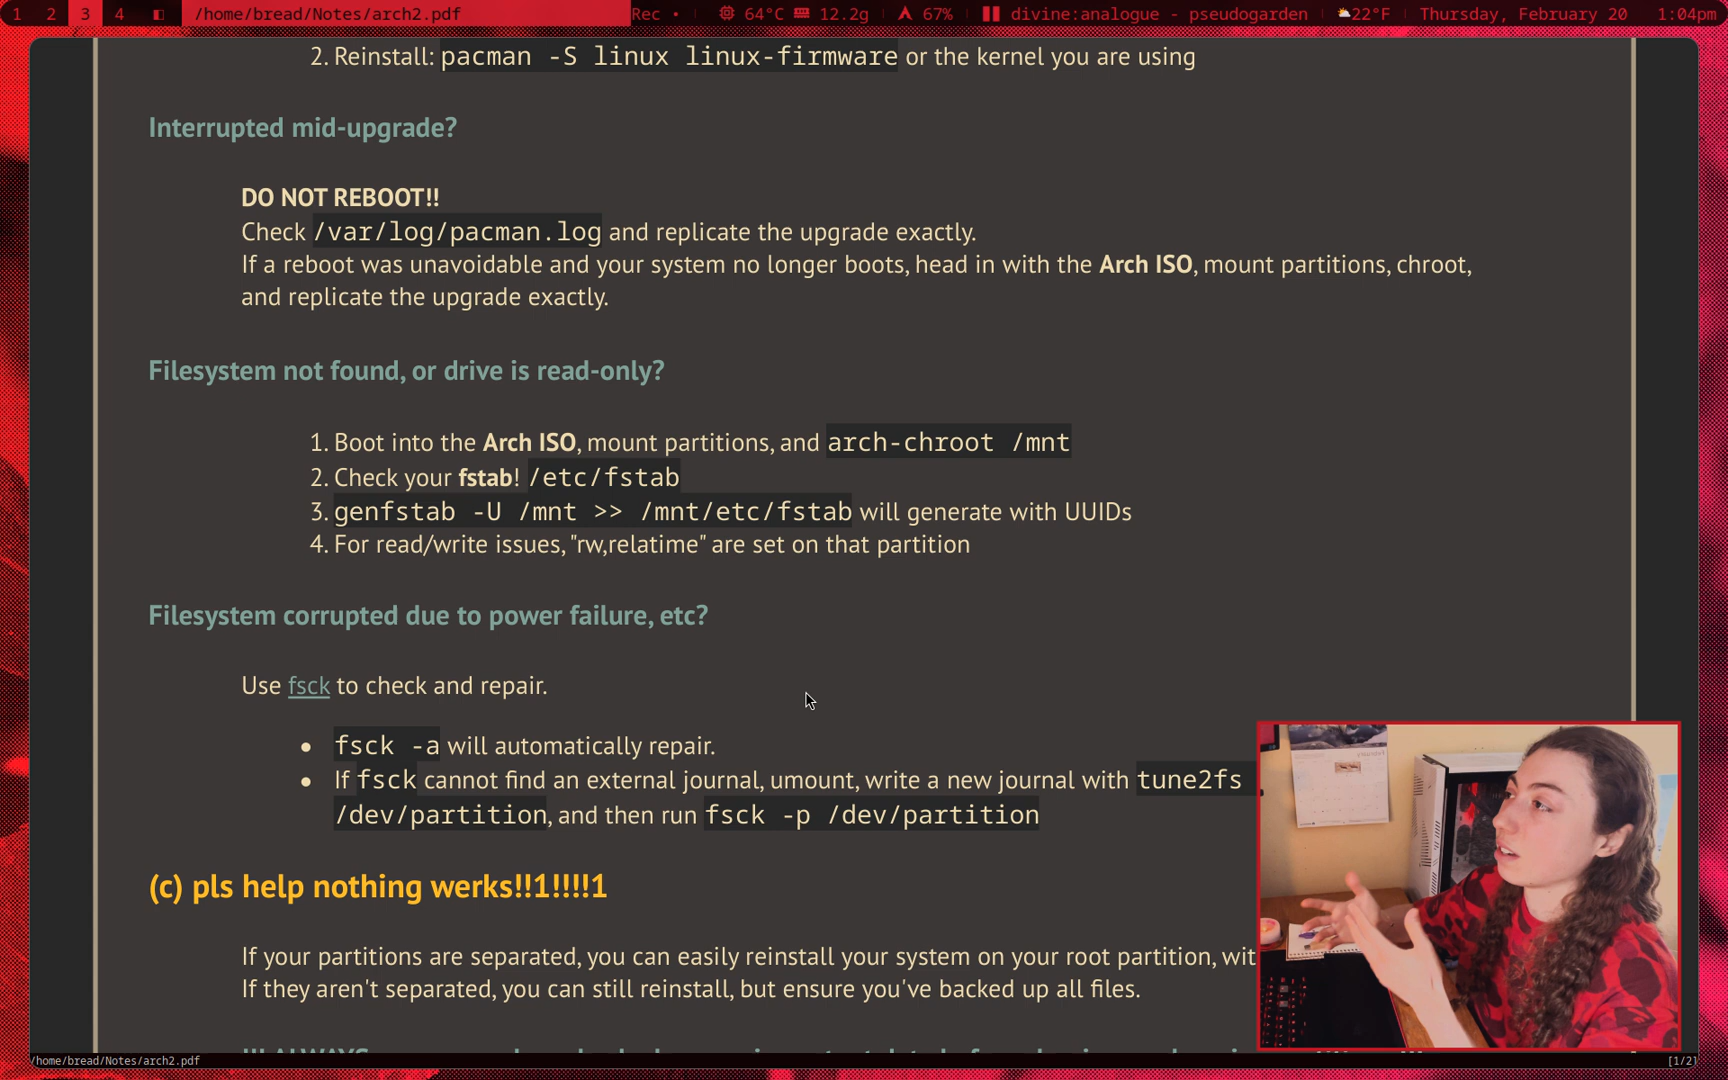 1 2 3 4 /home/bread/Notes/arch2.pdf Rec • 64°C 12.2g 67% divine:analogue - pseudogarden 22°F Thursday, February 20 1:04pm
2. Reinstall: pacman -S linux linux-firmware or the kernel you are using
Interrupted mid-upgrade?
DO NOT REBOOT!!
Check /var/log/pacman.log and replicate the upgrade exactly.
If a reboot was unavoidable and your system no longer boots, head in with the Arch ISO, mount partitions, chroot,
and replicate the upgrade exactly.
Filesystem not found, or drive is read-only?
1. Boot into the Arch ISO, mount partitions, and arch-chroot /mnt
2. Check your fstab! /etc/fstab
3. genfstab -U /mnt >> /mnt/etc/fstab will generate with UUIDs
4. For read/write issues, "rw,relatime" are set on that partition
Filesystem corrupted due to power failure, etc?
Use fsck to check and repair.
• fsck -a will automatically repair.
• If fsck cannot find an external journal, umount, write a new journal with tune2fs
/dev/partition, and then run fsck -p /dev/partition
(c) pls help nothing werks!!1!!!!1
If your partitions are separated, you can easily reinstall your system on your root partition, wit
If they aren't separated, you can still reinstall, but ensure you've backed up all files.
/home/bread/Notes/arch2.pdf [1/2]